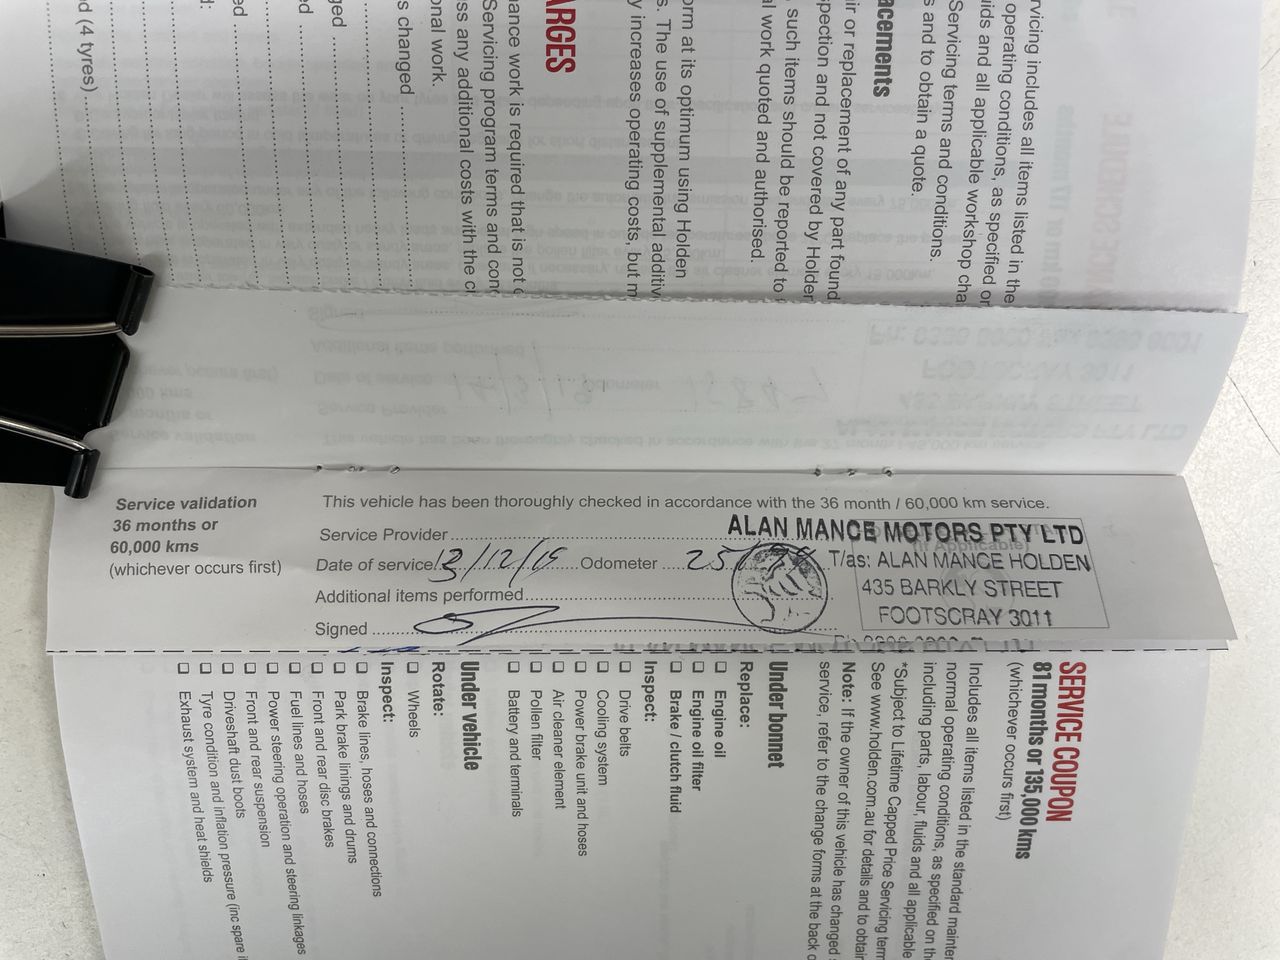 Service validation
36 months or
60,000 kms
(whichever occurs first)
This vehicle has been thoroughly checked in accordance with the 36 month / 60,000 km service.
Service Provider
ALAN MANCE MOTORS PTY LTD
T/as: ALAN MANCE HOLDEN
435 BARKLY STREET
FOOTSCRAY 3011
Date of service 13/12/19 Odometer
Additional items performed
Signed
SERVICE COUPON
81 months or 135,000 kms
(whichever occurs first)
Includes all items listed in the standard
normal operating conditions, as specified on
including parts, labour, fluids and all applicable
*Subject to Lifetime Capped Price Servicing
See www.holden.com.au for details and to obtain
Note: If the owner of this vehicle has changed
service, refer to the change forms at the back
Under bonnet
Replace:
Engine oil
Engine oil filter
Brake / clutch fluid
Inspect:
Drive belts
Cooling system
Power brake unit and hoses
Air cleaner element
Pollen filter
Battery and terminals
Under vehicle
Rotate:
Wheels
Inspect:
Brake lines, hoses and connections
Park brake linings and drums
Front and rear disc brakes
Fuel lines and hoses
Power steering operation and steering linkages
Front and rear suspension
Driveshaft dust boots
Tyre condition and inflation pressure (inc spare
Exhaust system and heat shields
rvicing includes all items listed in the
operating conditions, as specified or
uids and all applicable workshop cha
Servicing terms and conditions.
s and to obtain a quote.
acements
ir or replacement of any part found
spection and not covered by Holden
such items should be reported to
al work quoted and authorised.
orm at its optimum using Holden
s. The use of supplemental additiv
y increases operating costs, but m
ARGES
ance work is required that is not
Servicing program terms and con
ss any additional costs with the
onal work.
s changed
ged
ed
ed
d:
d (4 tyres)